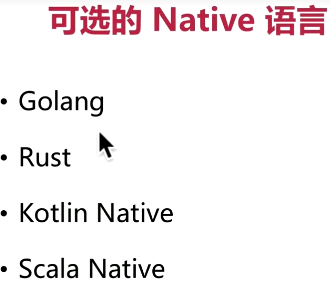 可选的 Native 语言
• Golang
• Rust
• Kotlin Native
• Scala Native